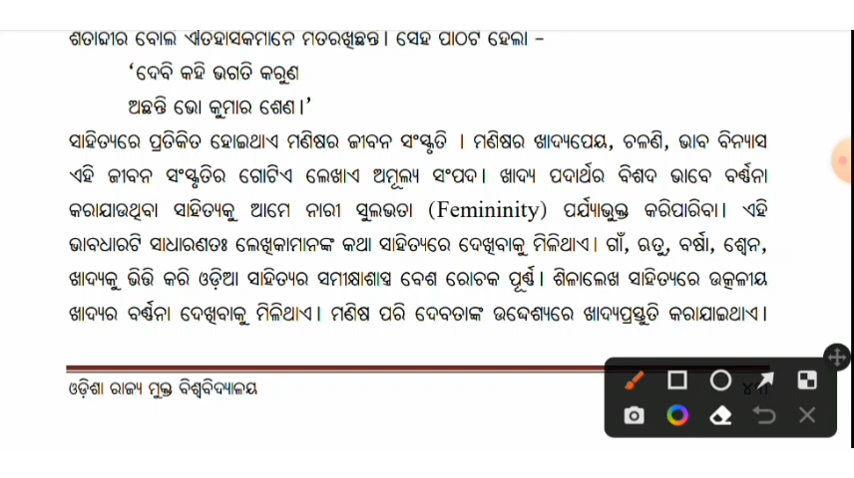 ଶତାବ୍ଦୀର ବୋଲି ଐତିହାସିକମାନେ ମତରଖିଛନ୍ତି। ସେହି ପାଠଟି ହେଲା –
‘ଦେବି କହି ଭଗତି କରୁଣ
ଅଛନ୍ତି ଭୋ କୁମାର ଶେଣ।’
ସାହିତ୍ୟରେ ପ୍ରତିକିତ ହୋଇଥାଏ ମଣିଷର ଜୀବନ ସଂସ୍କୃତି । ମଣିଷର ଖାଦ୍ୟପେୟ, ଚଳଣି, ଭାବ ବିନ୍ୟାସ
ଏହି ଜୀବନ ସଂସ୍କୃତିର ଗୋଟିଏ ଲେଖାଏ ଅମୂଲ୍ୟ ସଂପଦ। ଖାଦ୍ୟ ପଦାର୍ଥର ବିଶଦ ଭାବେ ବର୍ଣ୍ଣନା
କରାଯାଉଥିବା ସାହିତ୍ୟକୁ ଆମେ ନାରୀ ସୁଲଭତା (Femininity) ପର୍ଯ୍ୟାଭୁକ୍ତ କରିପାରିବା। ଏହି
ଭାବଧାରଟି ସାଧାରଣତଃ ଲେଖିକାମାନଙ୍କ କଥା ସାହିତ୍ୟରେ ଦେଖିବାକୁ ମିଳିଥାଏ। ଗାଁ, ଋତୁ, ବର୍ଷା, ଶ୍ୱେନ,
ଖାଦ୍ୟକୁ ଭିତ୍ତି କରି ଓଡ଼ିଆ ସାହିତ୍ୟର ସମୀକ୍ଷାଶାସ୍ତ୍ର ବେଶ ରୋଚକ ପୂର୍ଣ୍ଣ। ଶିଳାଲେଖ ସାହିତ୍ୟରେ ଉତ୍କଳୀୟ
ଖାଦ୍ୟର ବର୍ଣ୍ଣନା ଦେଖିବାକୁ ମିଳିଥାଏ। ମଣିଷ ପରି ଦେବତାଙ୍କ ଉଦ୍ଦେଶ୍ୟରେ ଖାଦ୍ୟପ୍ରସ୍ତୁତି କରାଯାଇଥାଏ।
ଓଡ଼ିଶା ରାଜ୍ୟ ମୁକ୍ତ ବିଶ୍ୱବିଦ୍ୟାଳୟ